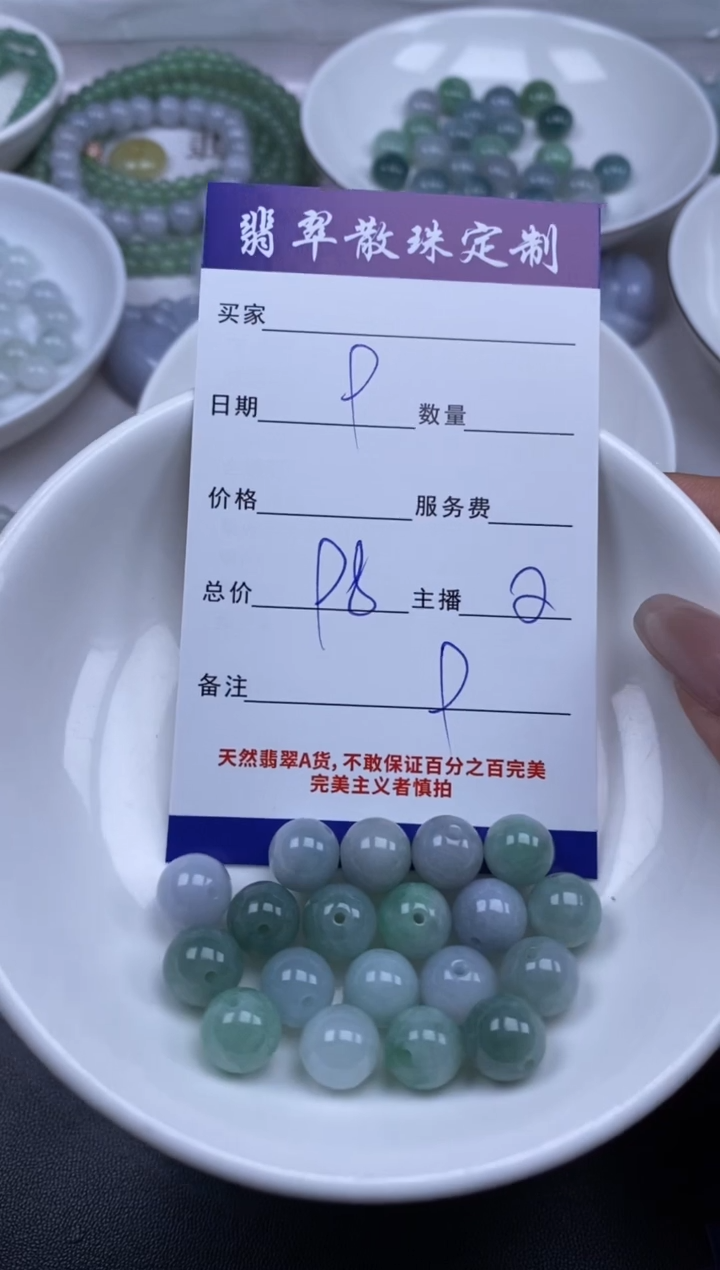 翡翠散珠定制
买家
日期 P 数量
价格 服务费
总价 P8 主播 2
备注 P
天然翡翠A货,不敢保证百分之百完美
完美主义者慎拍